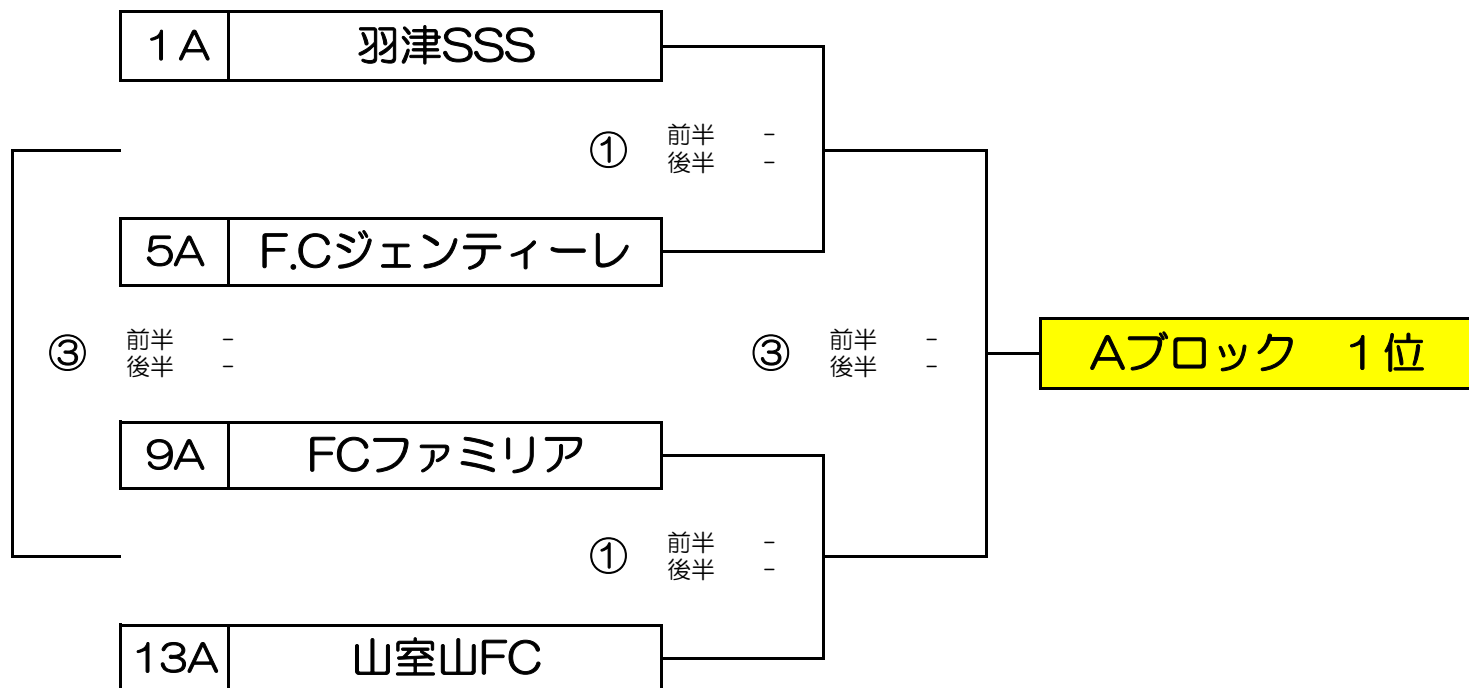 １A 羽津SSS
① 前半 -
後半 -
5A F.Cジェンティーレ
③ 前半 - ③ 前半 -
後半 - 後半 -
Aブロック　１位
9A FCファミリア
① 前半 -
後半 -
13A 山室山FC